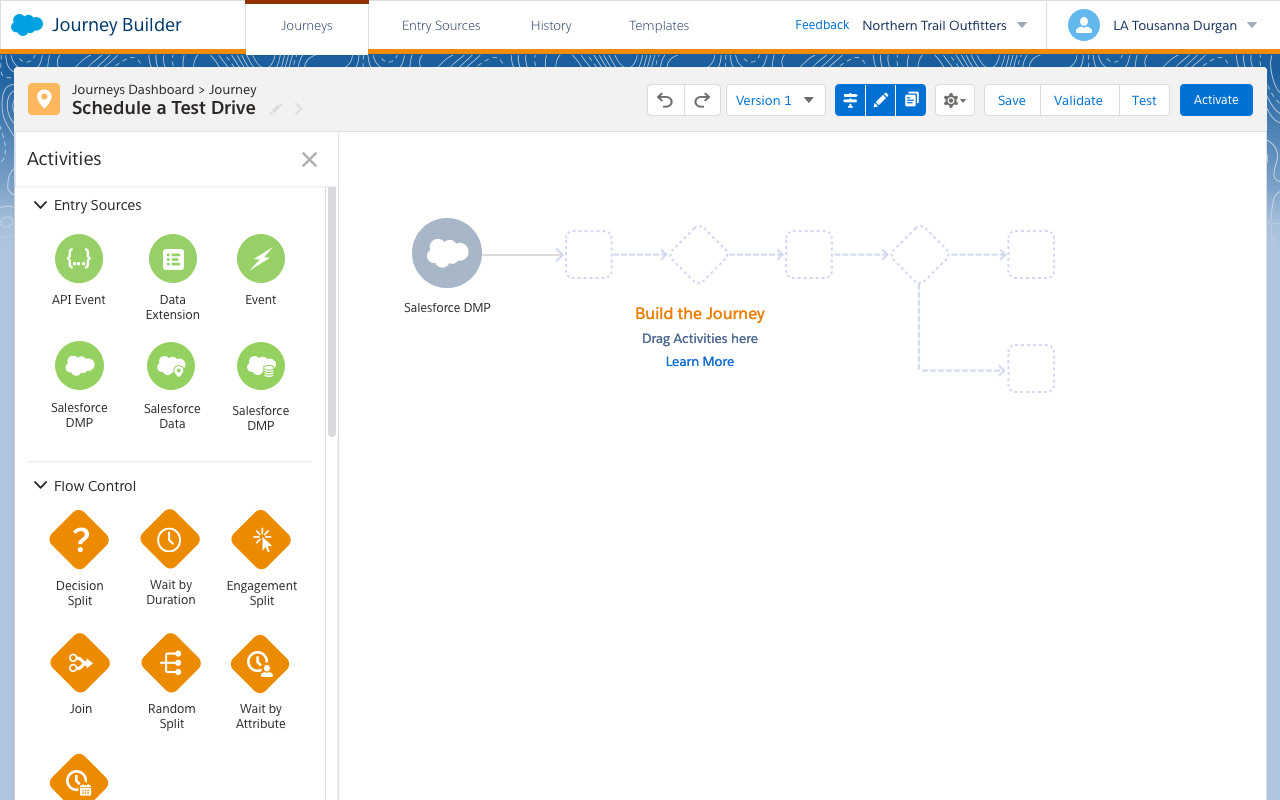 Journey Builder
Journeys
Entry Sources
History
Templates
Feedback
Northern Trail Outfitters
LA Tousanna Durgan
Journeys Dashboard > Journey
Schedule a Test Drive
Version 1
Save
Validate
Test
Activate
Activities
Entry Sources
{...}
API Event
Data
Extension
Event
Salesforce
DMP
Salesforce
Data
Salesforce
DMP
Flow Control
?
Decision
Split
Wait by
Duration
Engagement
Split
Join
Random
Split
Wait by
Attribute
Salesforce DMP
Build the Journey
Drag Activities here
Learn More